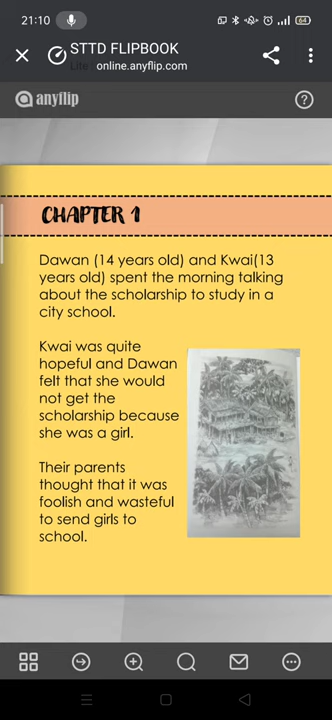 21:10
64
STTD FLIPBOOK
online.anyflip.com
anyflip
CHAPTER 1
Dawan (14 years old) and Kwai(13
years old) spent the morning talking
about the scholarship to study in a
city school.
Kwai was quite
hopeful and Dawan
felt that she would
not get the
scholarship because
she was a girl.
Their parents
thought that it was
foolish and wasteful
to send girls to
school.